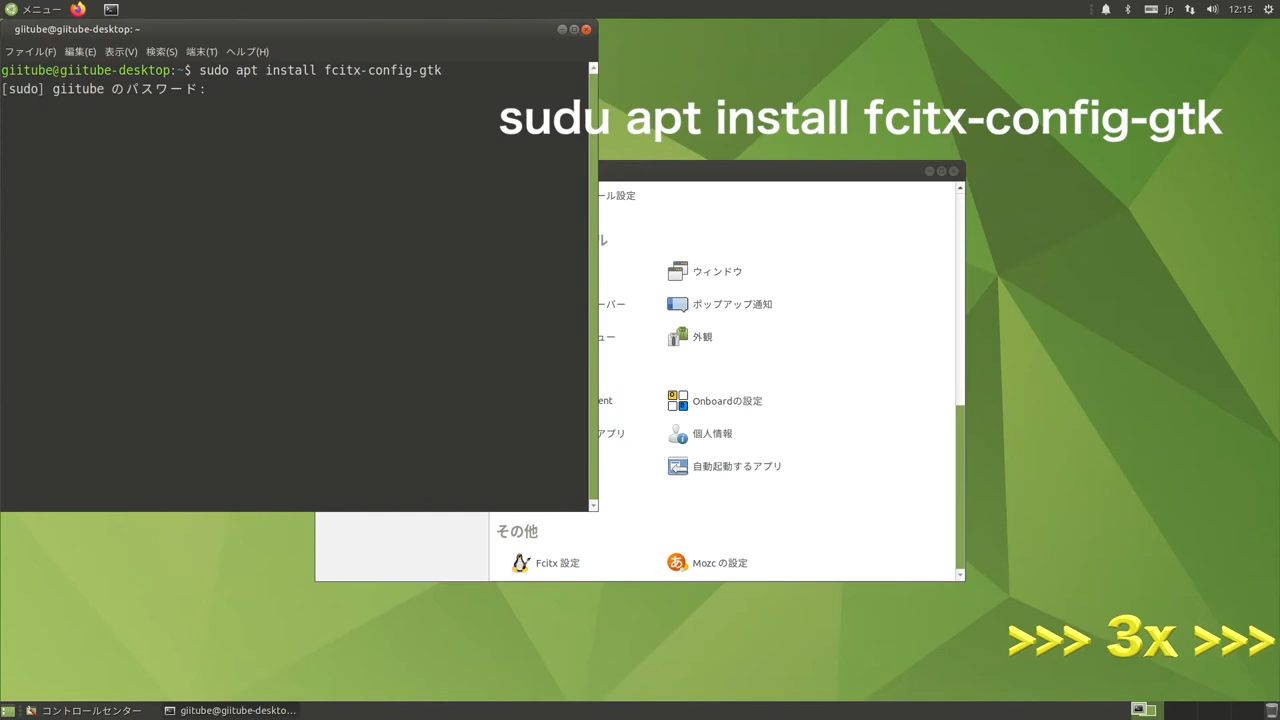 メニュー
jp
12:15
giitube@giitube-desktop: ~
ファイル(F) 編集(E) 表示(V) 検索(S) 端末(T) ヘルプ(H)
giitube@giitube-desktop:~$ sudo apt install fcitx-config-gtk
[sudo] giitube のパスワード:
sudu apt install fcitx-config-gtk
ール設定
ル
ウィンドウ
ーバー
ポップアップ通知
ュー
外観
ent
Onboardの設定
アプリ
個人情報
自動起動するアプリ
その他
Fcitx 設定
Mozc の設定
>>> 3x >>>
コントロールセンター
giitube@giitube-deskto...